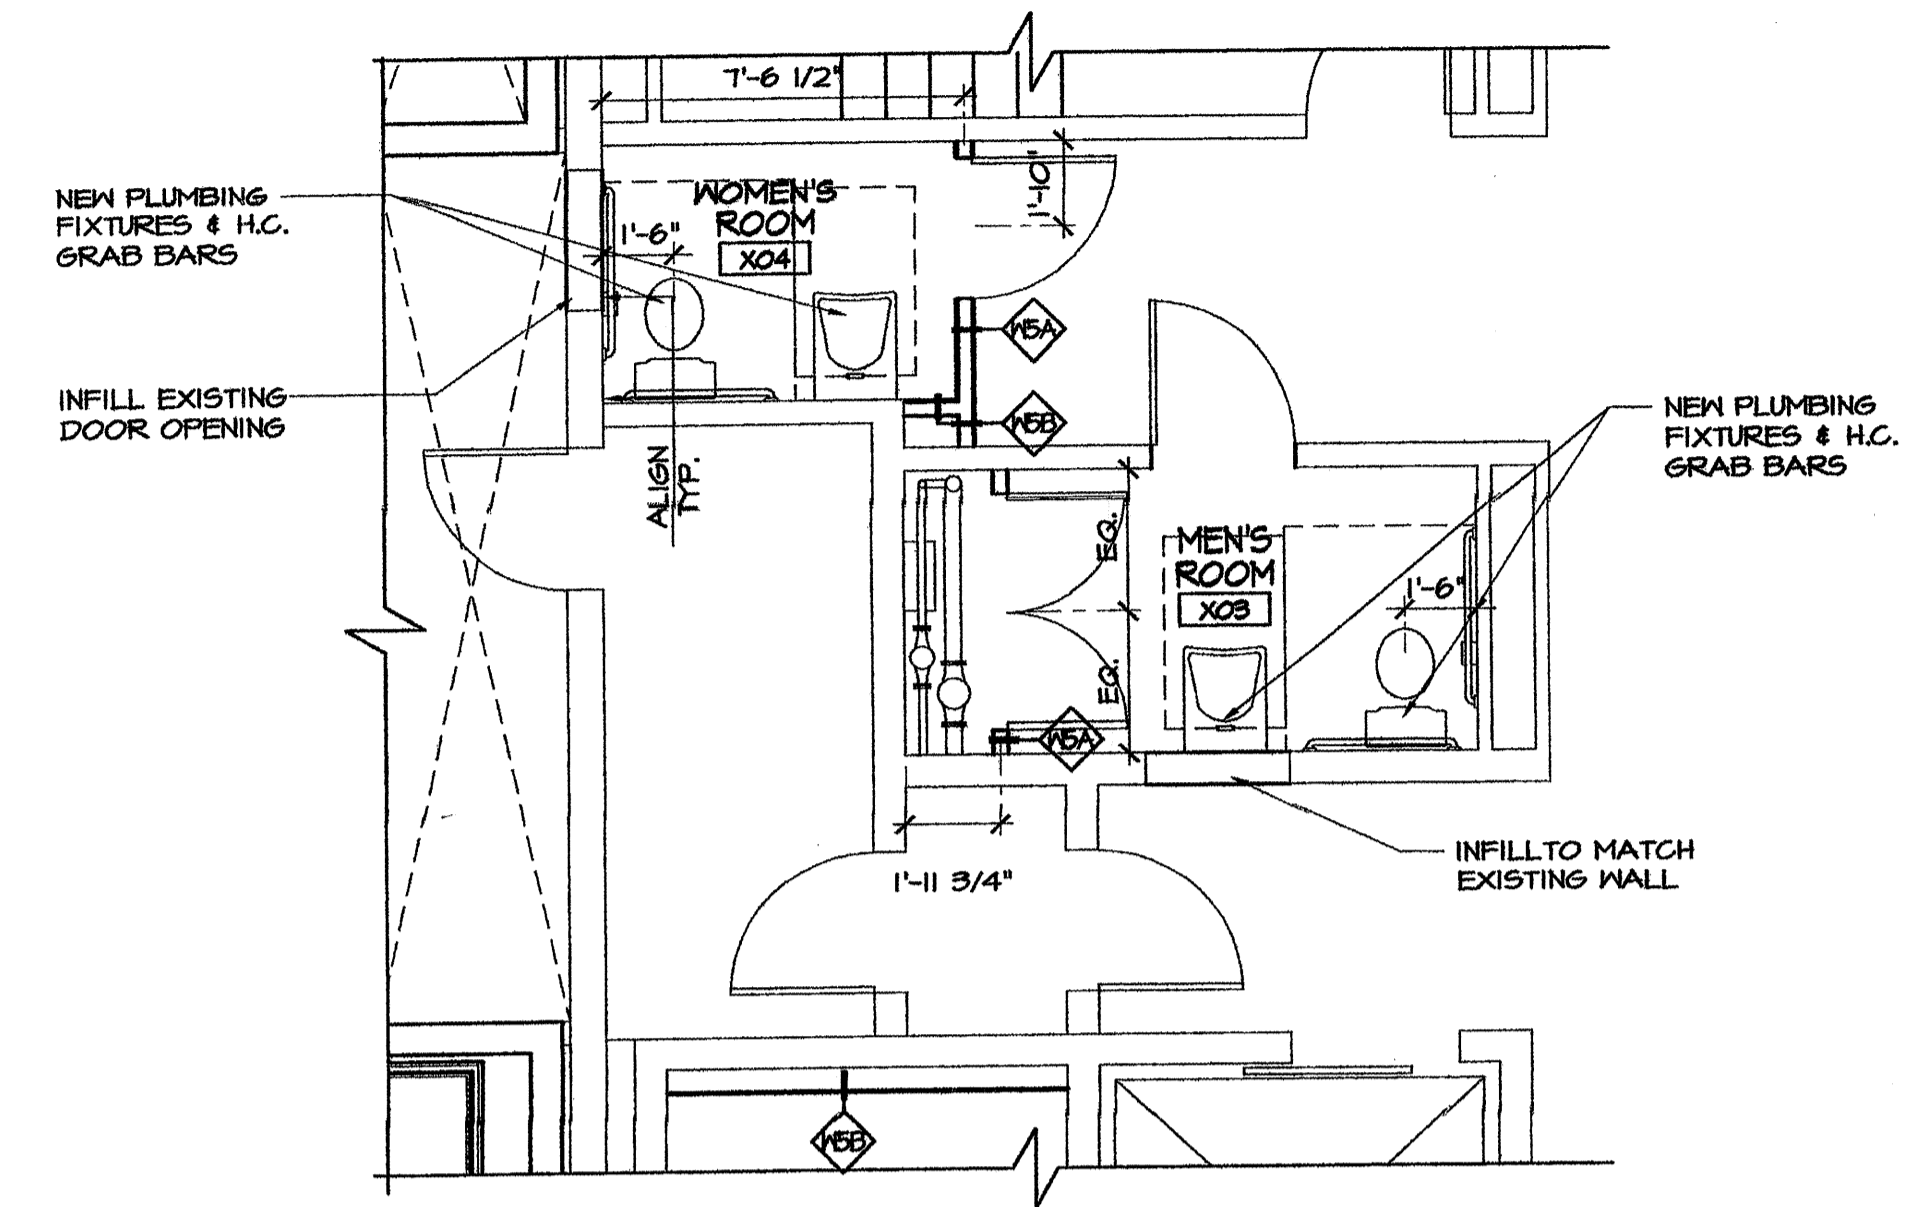 7'-6 1/2"
1'-10"
NEW PLUMBING
FIXTURES & H.C.
GRAB BARS
WOMEN'S
ROOM
X04
1'-6"
W5A
INFILL EXISTING
DOOR OPENING
W5B
ALIGN
TYP.
NEW PLUMBING
FIXTURES & H.C.
GRAB BARS
EQ.
MEN'S
ROOM
X03
1'-6"
EQ.
W5A
1'-11 3/4"
INFILLTO MATCH
EXISTING WALL
W5B